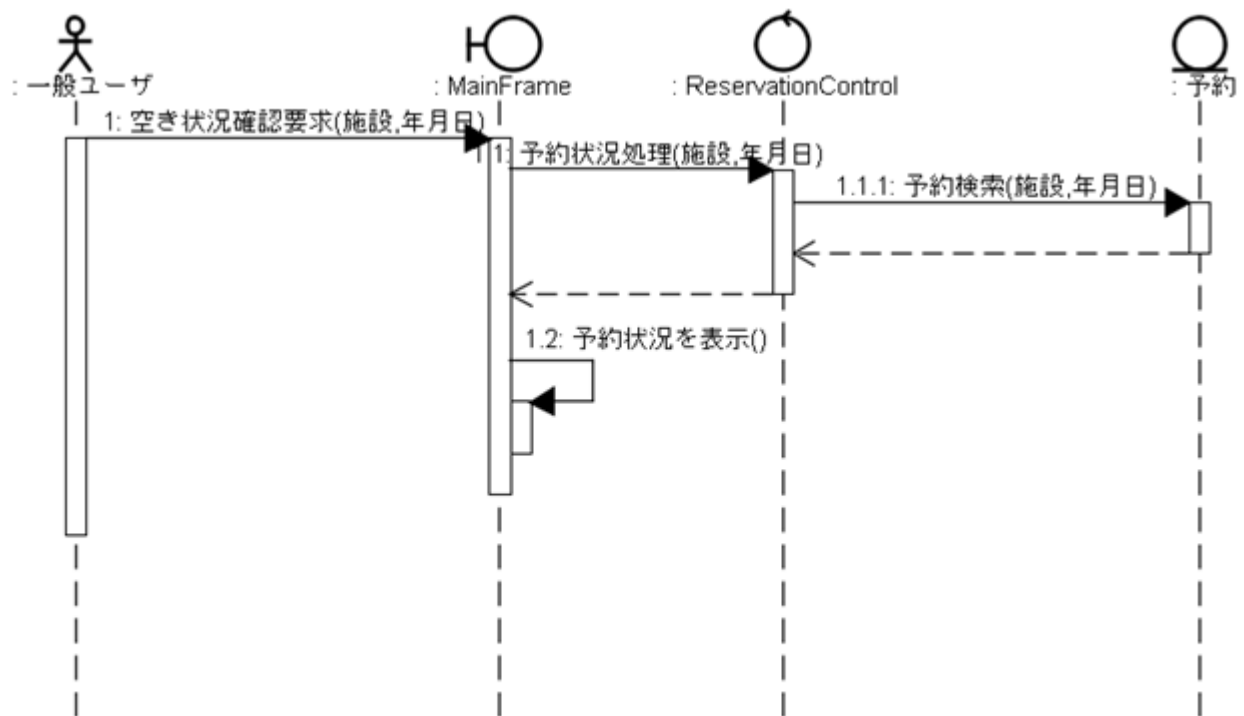 : 一般ユーザ
: MainFrame
: ReservationControl
: 予約
1: 空き状況確認要求(施設,年月日)
1.1: 予約状況処理(施設,年月日)
1.1.1: 予約検索(施設,年月日)
1.2: 予約状況を表示()